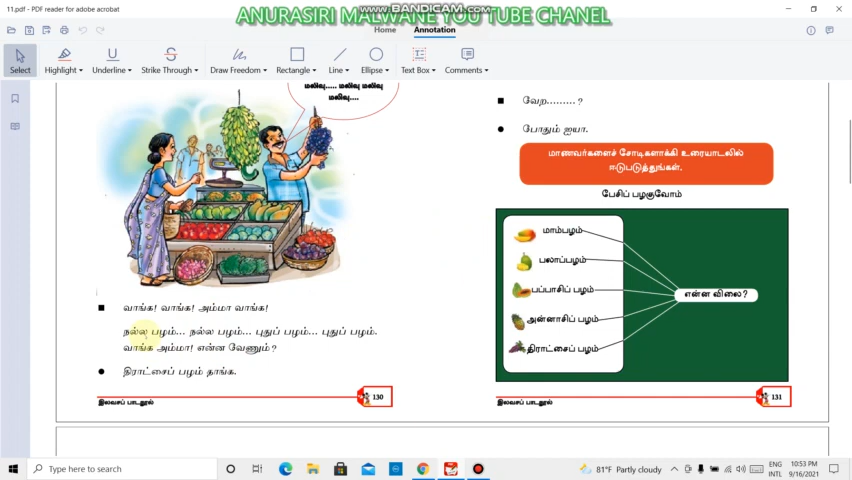 ANURASIRI MALWANE YOU TUBE CHANEL
11.pdf - PDF reader for adobe acrobat
www.BANDICAM.com
Home
Annotation
Select
Highlight
Underline
Strike Through
Draw Freedom
Rectangle
Line
Ellipse
Text Box
Comments
மலிவு..... மலிவு மலிவு
மலிவு....
வாங்க! வாங்க! அம்மா வாங்க!
நல்ல பழம்... நல்ல பழம்... புதுப் பழம்... புதுப் பழம்.
வாங்க அம்மா! என்ன வேணும்?
திராட்சைப் பழம் தாங்க.
இலவசப் பாடநூல்
130
வேற.........?
போதும் ஐயா.
மாணவர்களைச் சோடிகளாக்கி உரையாடலில்
ஈடுபடுத்துங்கள்.
பேசிப் பழகுவோம்
மாம்பழம்
பலாப்பழம்
பப்பாசிப் பழம்
அன்னாசிப் பழம்
திராட்சைப் பழம்
என்ன விலை?
இலவசப் பாடநூல்
131
Type here to search
81°F Partly cloudy
ENG
INTL
10:53 PM
9/16/2021